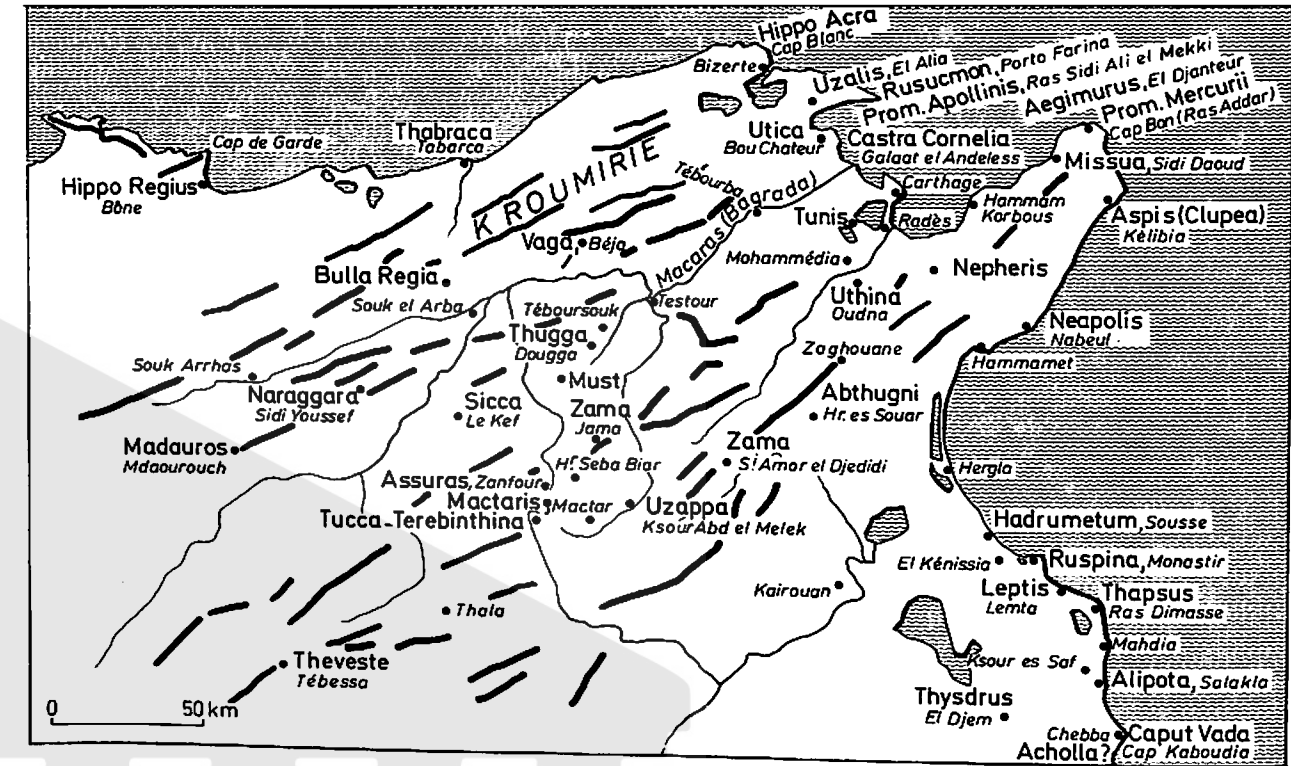 Hippo Acra
Cap Blanc
Bizerte
Uzalis, El Alia
Rusucmon, Porto Farina
Prom. Apollinis, Ras Sidi Ali el Mekki
Aegimurus, El Djanteur
Prom. Mercurii
Cap Bon (Ras Addar)
Cap de Garde
Thabraca
Tabarca
Utica
Bou Chateur
Castra Cornelia
Galaat el Andeless
Missua, Sidi Daoud
Hippo Regius
Bône
KROUMIRIE
Tébourba
Carthage
Hammam
Korbous
Aspis (Clupea)
Kélibia
Macaras (Bagrada)
Tunis
Radès
Vaga, Béja
Mohammédia
Nepheris
Bulla Regia
Souk el Arba
Testour
Uthina
Oudna
Téboursouk
Thugga
Dougga
Neapolis
Nabeul
Souk Arrhas
Zaghouane
Hammamet
Naraggara
Sidi Youssef
Must
Sicca
Le Kef
Zama
Jama
Abthugni
Hr. es Souar
Madauros
Mdaourouch
Zama
Si Amor el Djedidi
Hr Seba Biar
Hergla
Assuras, Zanfour
Mactaris, Mactar
Tucca Terebinthina
Uzappa
Ksour Abd el Melek
Hadrumetum, Sousse
El Kénissia
Ruspina, Monastir
Kairouan
Leptis
Lemta
Thapsus
Ras Dimasse
Thala
Mahdia
Theveste
Tébessa
Ksour es Saf
Alipota, Salakla
0 50 km
Thysdrus
El Djem
Chebba
Caput Vada
Acholla?
Cap Kaboudia